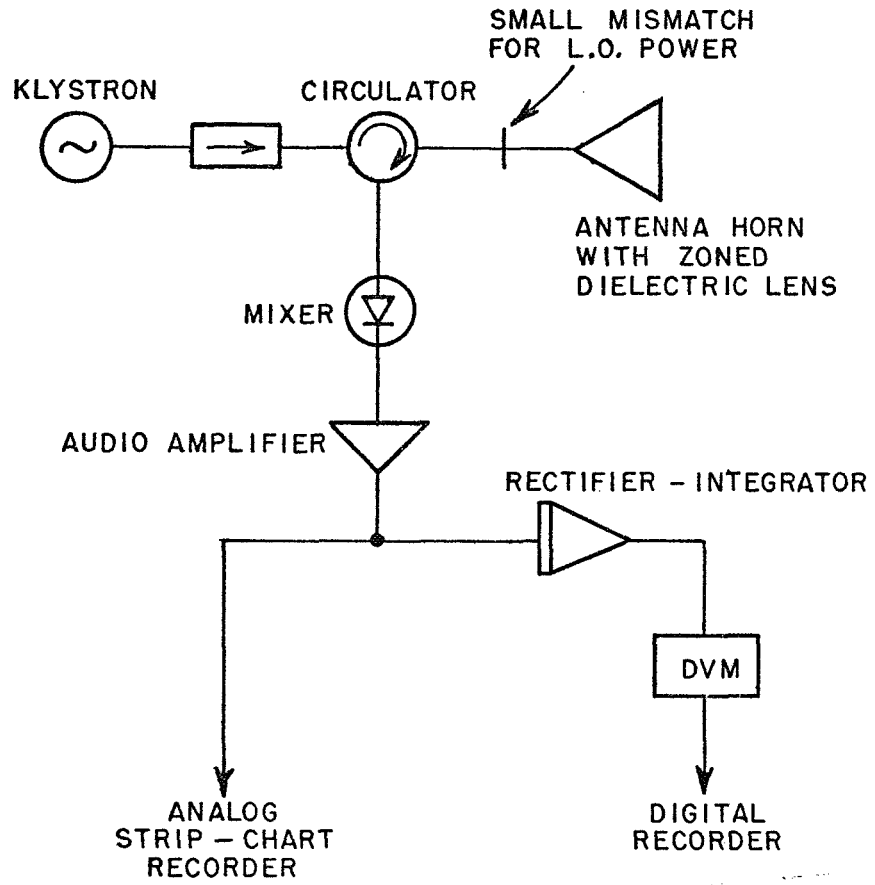 SMALL MISMATCH
FOR L.O. POWER
KLYSTRON
CIRCULATOR
ANTENNA HORN
WITH ZONED
DIELECTRIC LENS
MIXER
AUDIO AMPLIFIER
RECTIFIER - INTEGRATOR
DVM
ANALOG
STRIP - CHART
RECORDER
DIGITAL
RECORDER